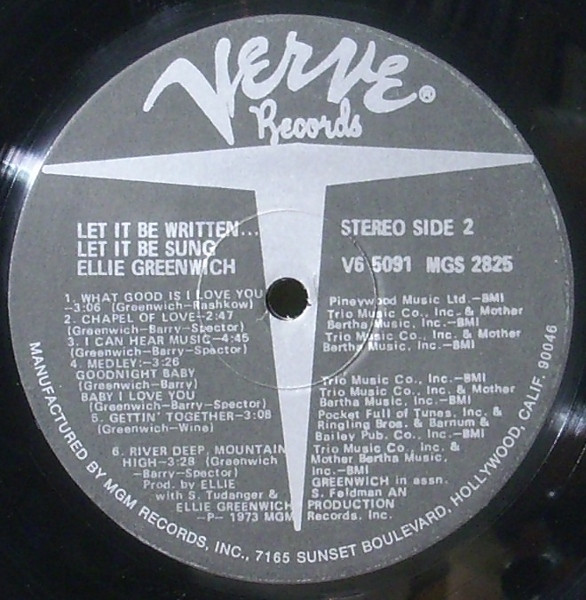 Verve®
Records
LET IT BE WRITTEN...
LET IT BE SUNG
ELLIE GREENWICH
STEREO SIDE 2
V6 5091 MGS 2825
1. WHAT GOOD IS I LOVE YOU
—3:06 (Greenwich—Rashkow)
Pineywood Music Ltd.—BMI
2. CHAPEL OF LOVE—2:47
(Greenwich—Barry—Spector)
Trio Music Co., Inc. & Mother
Bertha Music, Inc.—BMI
3. I CAN HEAR MUSIC—4:45
(Greenwich—Barry—Spector)
Trio Music Co., Inc. & Mother
Bertha Music, Inc.—BMI
4. MEDLEY:—3:26
GOODNIGHT BABY
(Greenwich—Barry)
Trio Music Co., Inc.—BMI
BABY I LOVE YOU
(Greenwich—Barry—Spector)
Trio Music Co., Inc. & Mother
Bertha Music, Inc.—BMI
5. GETTIN' TOGETHER—3:08
(Greenwich—Wine)
Pocket Full of Tunes, Inc. &
Ringling Bros. & Barnum &
Bailey Pub. Co., Inc.—BMI
6. RIVER DEEP, MOUNTAIN
HIGH—3:28 (Greenwich
—Barry—Spector)
Trio Music Co., Inc. &
Mother Bertha Music,
Inc.—BMI
Prod. by ELLIE GREENWICH in assn.
with S. Tudanger & S. Feldman AN
ELLIE GREENWICH PRODUCTION
—P— 1973 MGM Records, Inc.
MANUFACTURED BY MGM RECORDS, INC., 7165 SUNSET BOULEVARD, HOLLYWOOD, CALIF. 90046